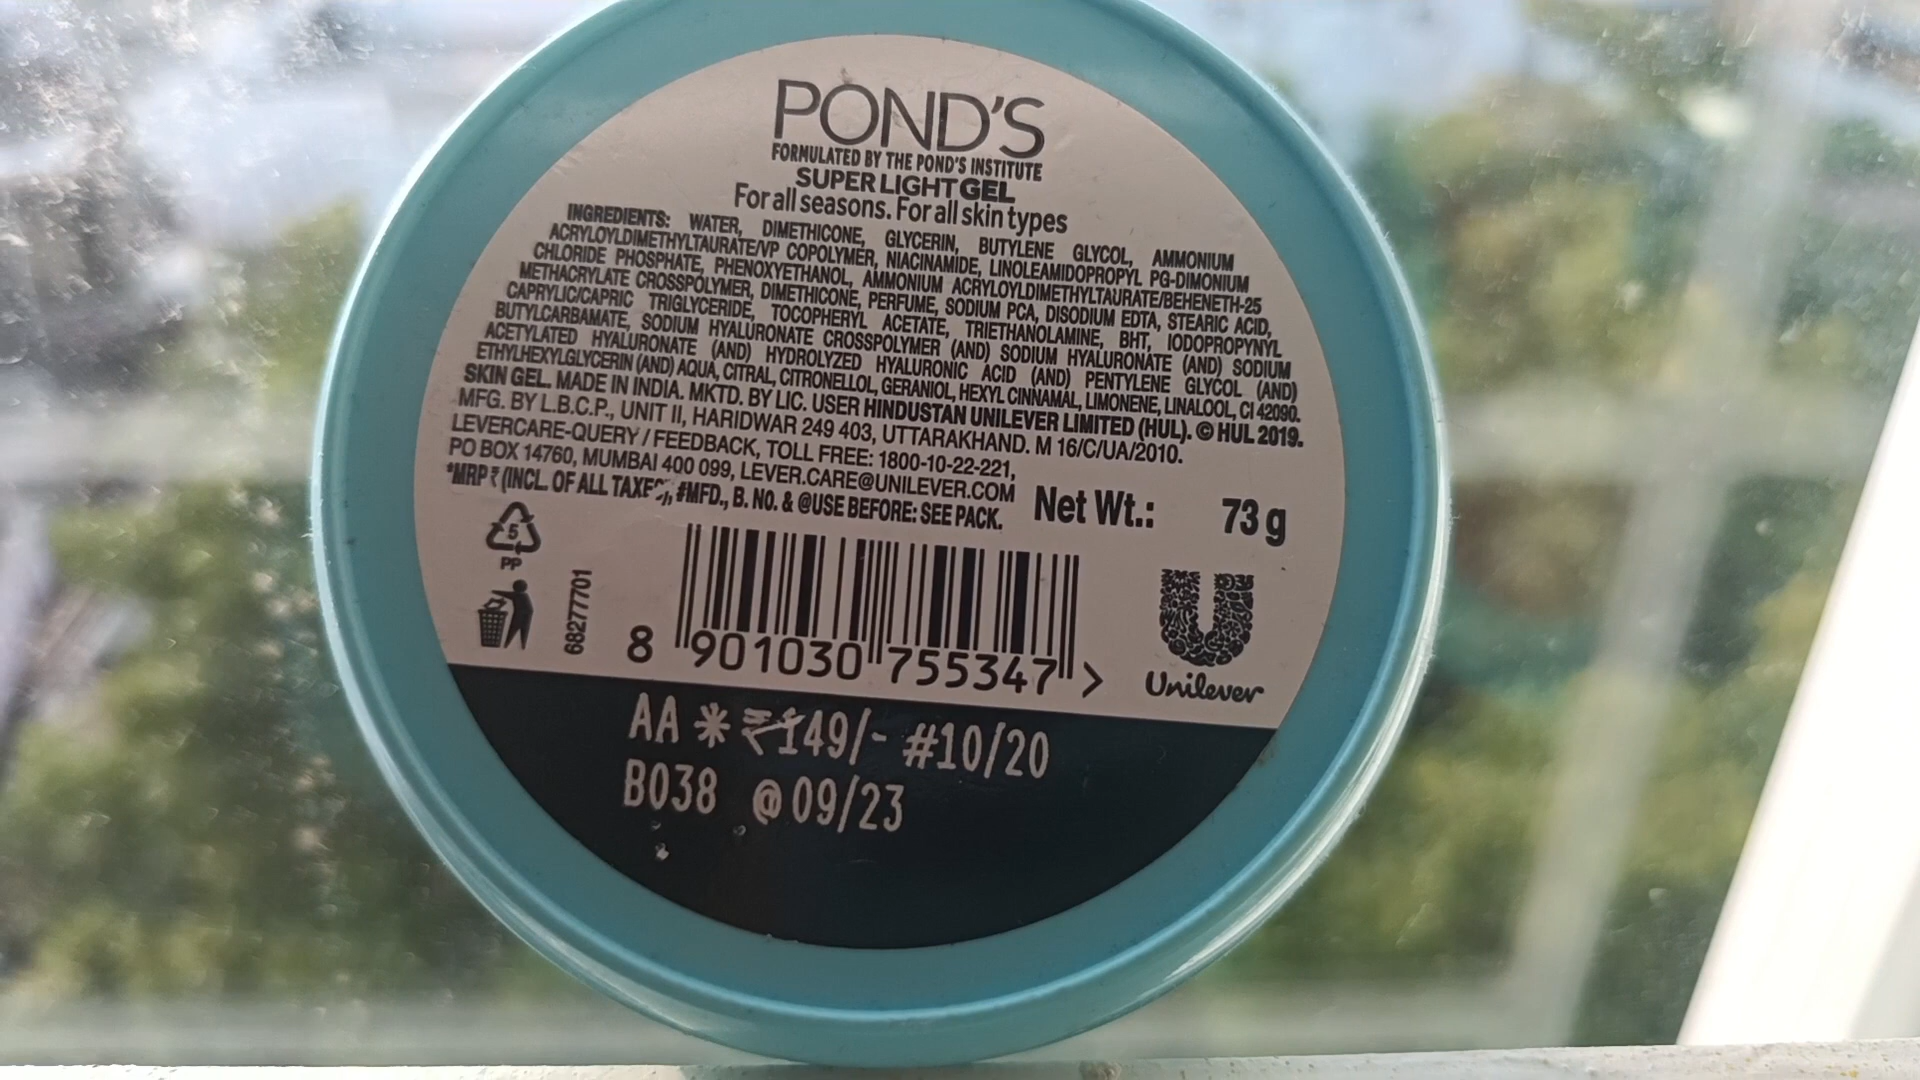 POND'S
FORMULATED BY THE POND'S INSTITUTE
SUPER LIGHT GEL
For all seasons. For all skin types
INGREDIENTS: WATER, DIMETHICONE, GLYCERIN, BUTYLENE GLYCOL, AMMONIUM
ACRYLOYLDIMETHYLTAURATE/VP COPOLYMER, NIACINAMIDE, LINOLEAMIDOPROPYL PG-DIMONIUM
CHLORIDE PHOSPHATE, PHENOXYETHANOL, AMMONIUM ACRYLOYLDIMETHYLTAURATE/BEHENETH-25
METHACRYLATE CROSSPOLYMER, DIMETHICONE, PERFUME, SODIUM PCA, DISODIUM EDTA, STEARIC ACID,
CAPRYLIC/CAPRIC TRIGLYCERIDE, TOCOPHERYL ACETATE, TRIETHANOLAMINE, BHT, IODOPROPYNYL
BUTYLCARBAMATE, SODIUM HYALURONATE CROSSPOLYMER (AND) SODIUM HYALURONATE (AND) SODIUM
ACETYLATED HYALURONATE (AND) HYDROLYZED HYALURONIC ACID (AND) PENTYLENE GLYCOL (AND)
ETHYLHEXYLGLYCERIN (AND) AQUA, CITRAL, CITRONELLOL, GERANIOL, HEXYL CINNAMAL, LIMONENE, LINALOOL, CI 42090.
SKIN GEL. MADE IN INDIA. MKTD. BY LIC. USER HINDUSTAN UNILEVER LIMITED (HUL). © HUL 2019.
MFG. BY L.B.C.P., UNIT II, HARIDWAR 249 403, UTTARAKHAND. M 16/C/UA/2010.
LEVERCARE-QUERY / FEEDBACK, TOLL FREE: 1800-10-22-221,
PO BOX 14760, MUMBAI 400 099, LEVER.CARE@UNILEVER.COM
*MRP ₹ (INCL. OF ALL TAXES), #MFD., B. NO. & @USE BEFORE: SEE PACK.
Net Wt.: 73 g
5
PP
68277701
8 901030 755347 >
Unilever
AA * ₹149/- #10/20
B038 @09/23